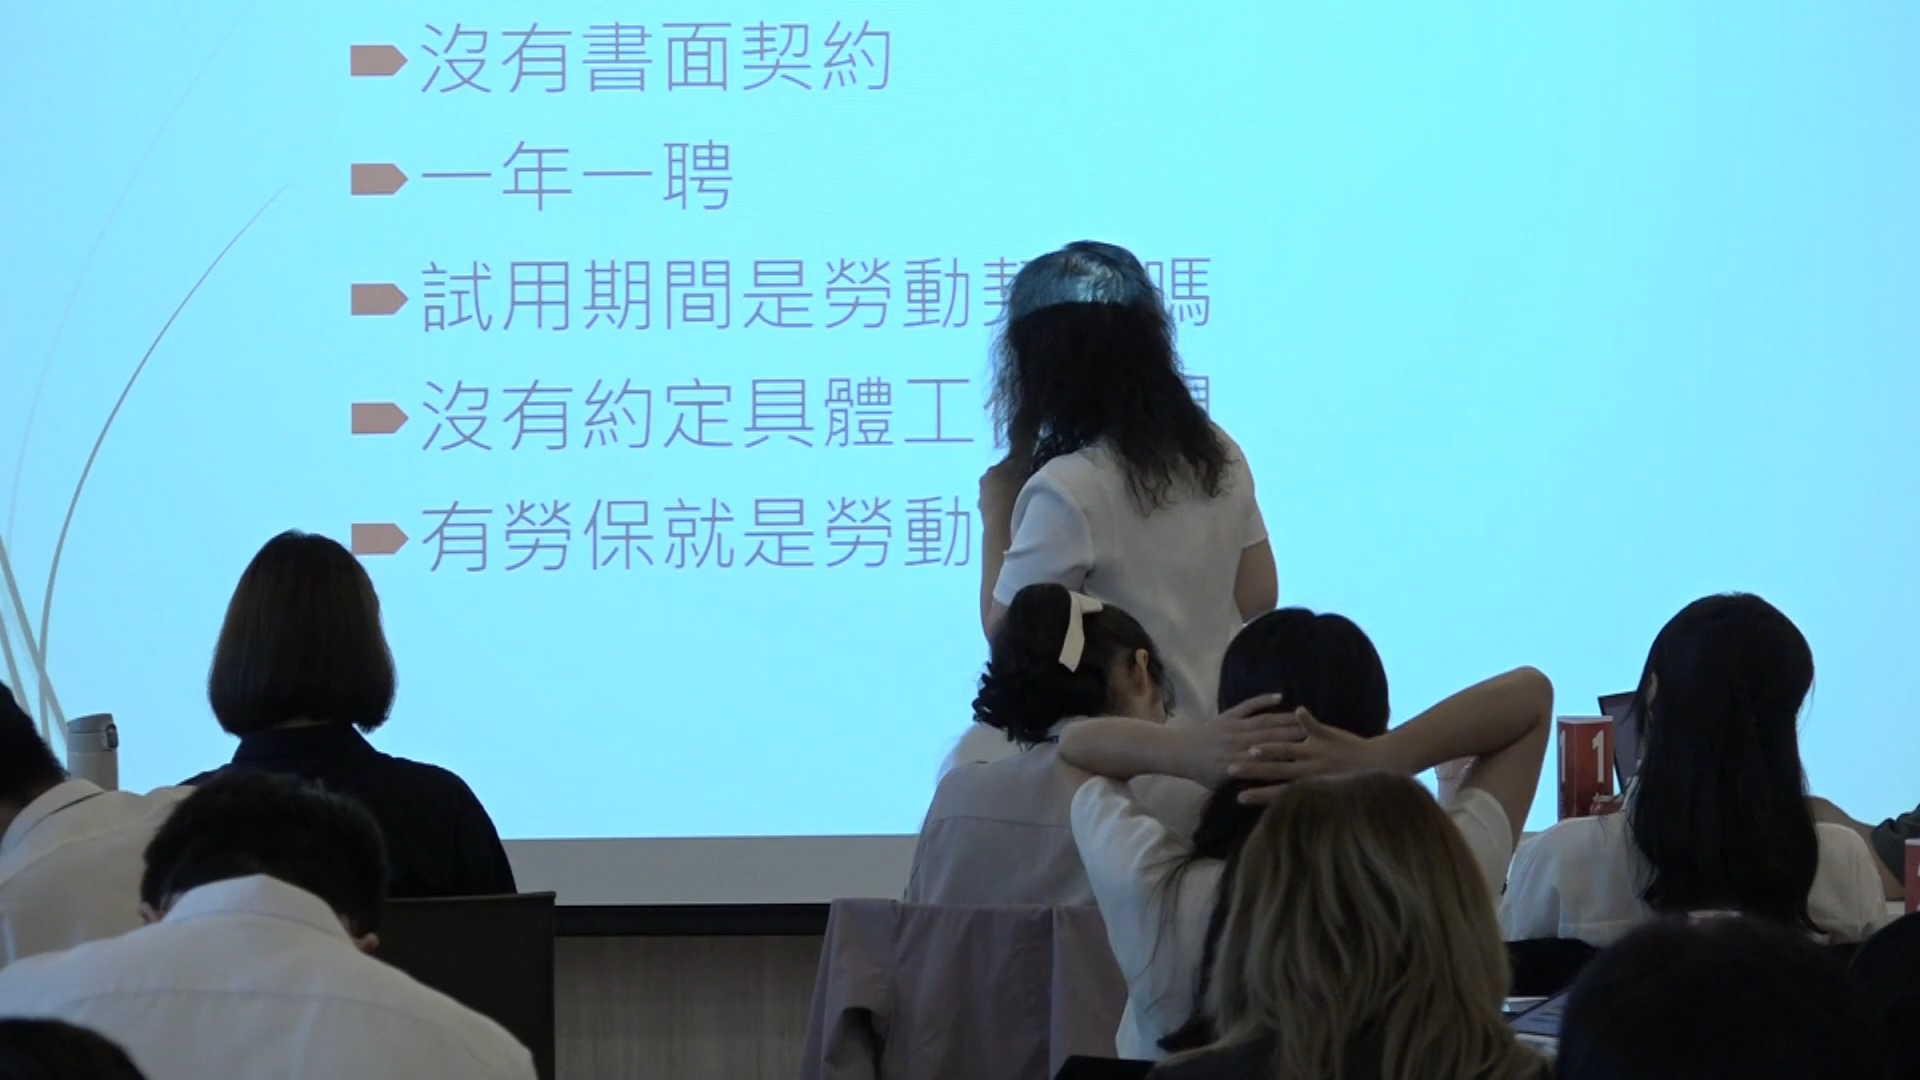 沒有書面契約
一年一聘
試用期間是勞動 嗎
沒有約定具體工
有勞保就是勞動
1